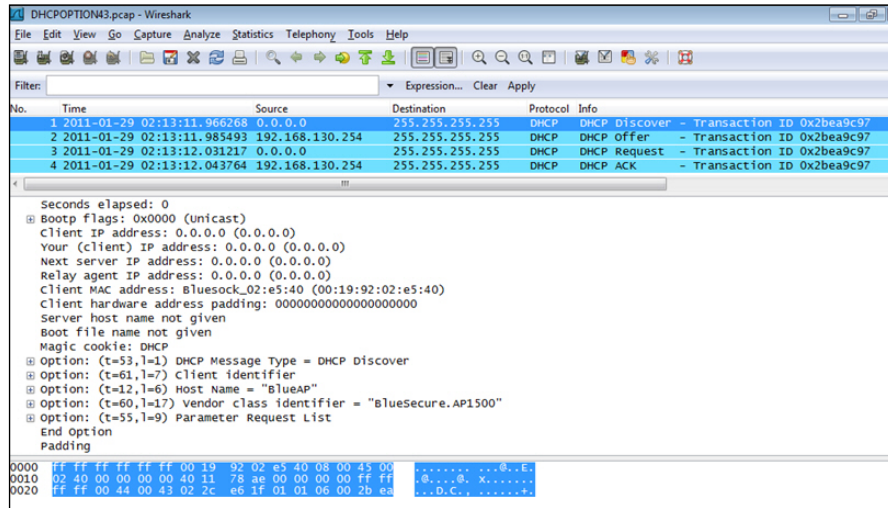 DHCPOPTION43.pcap - Wireshark
File Edit View Go Capture Analyze Statistics Telephony Tools Help
Filter: Expression... Clear Apply
No. Time Source Destination Protocol Info
1 2011-01-29 02:13:11.966268 0.0.0.0 255.255.255.255 DHCP DHCP Discover - Transaction ID 0x2bea9c97
2 2011-01-29 02:13:11.985493 192.168.130.254 255.255.255.255 DHCP DHCP Offer - Transaction ID 0x2bea9c97
3 2011-01-29 02:13:12.031217 0.0.0.0 255.255.255.255 DHCP DHCP Request - Transaction ID 0x2bea9c97
4 2011-01-29 02:13:12.043764 192.168.130.254 255.255.255.255 DHCP DHCP ACK - Transaction ID 0x2bea9c97
Seconds elapsed: 0
Bootp flags: 0x0000 (Unicast)
Client IP address: 0.0.0.0 (0.0.0.0)
Your (client) IP address: 0.0.0.0 (0.0.0.0)
Next server IP address: 0.0.0.0 (0.0.0.0)
Relay agent IP address: 0.0.0.0 (0.0.0.0)
Client MAC address: Bluesock_02:e5:40 (00:19:92:02:e5:40)
Client hardware address padding: 00000000000000000000
Server host name not given
Boot file name not given
Magic cookie: DHCP
Option: (t=53,l=1) DHCP Message Type = DHCP Discover
Option: (t=61,l=7) Client identifier
Option: (t=12,l=6) Host Name = "BlueAP"
Option: (t=60,l=17) Vendor class identifier = "BlueSecure.AP1500"
Option: (t=55,l=9) Parameter Request List
End Option
Padding
0000 ff ff ff ff ff ff 00 19 92 02 e5 40 08 00 45 00 ........ ...@..E.
0010 02 40 00 00 00 00 40 11 78 ae 00 00 00 00 ff ff .@....@. x.......
0020 ff ff 00 44 00 43 02 2c e6 1f 01 01 06 00 2b ea ...D.C., ......+.